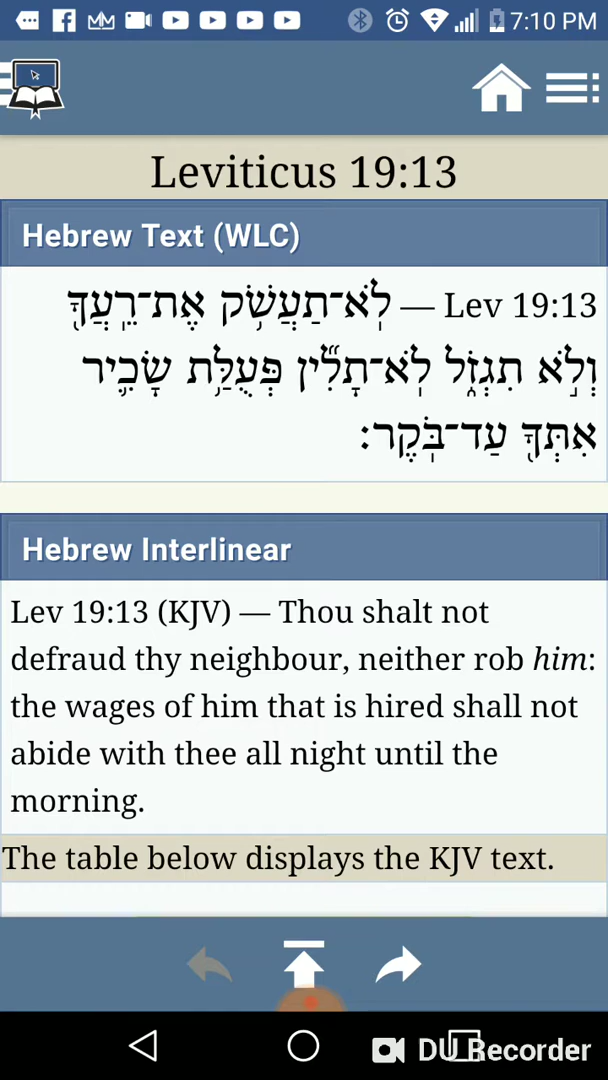 7:10 PM
Leviticus 19:13
Hebrew Text (WLC)
Lev 19:13 — לֹֽא־תַעֲשֹׁ֥ק אֶת־רֵֽעֲךָ֖
וְלֹ֣א תִגְזֹ֑ל לֹֽא־תָלִ֞ין פְּעֻלַּ֥ת שָׂכִ֛יר
אִתְּךָ֖ עַד־בֹּֽקֶר׃
Hebrew Interlinear
Lev 19:13 (KJV) — Thou shalt not
defraud thy neighbour, neither rob him:
the wages of him that is hired shall not
abide with thee all night until the
morning.
The table below displays the KJV text.
DU Recorder